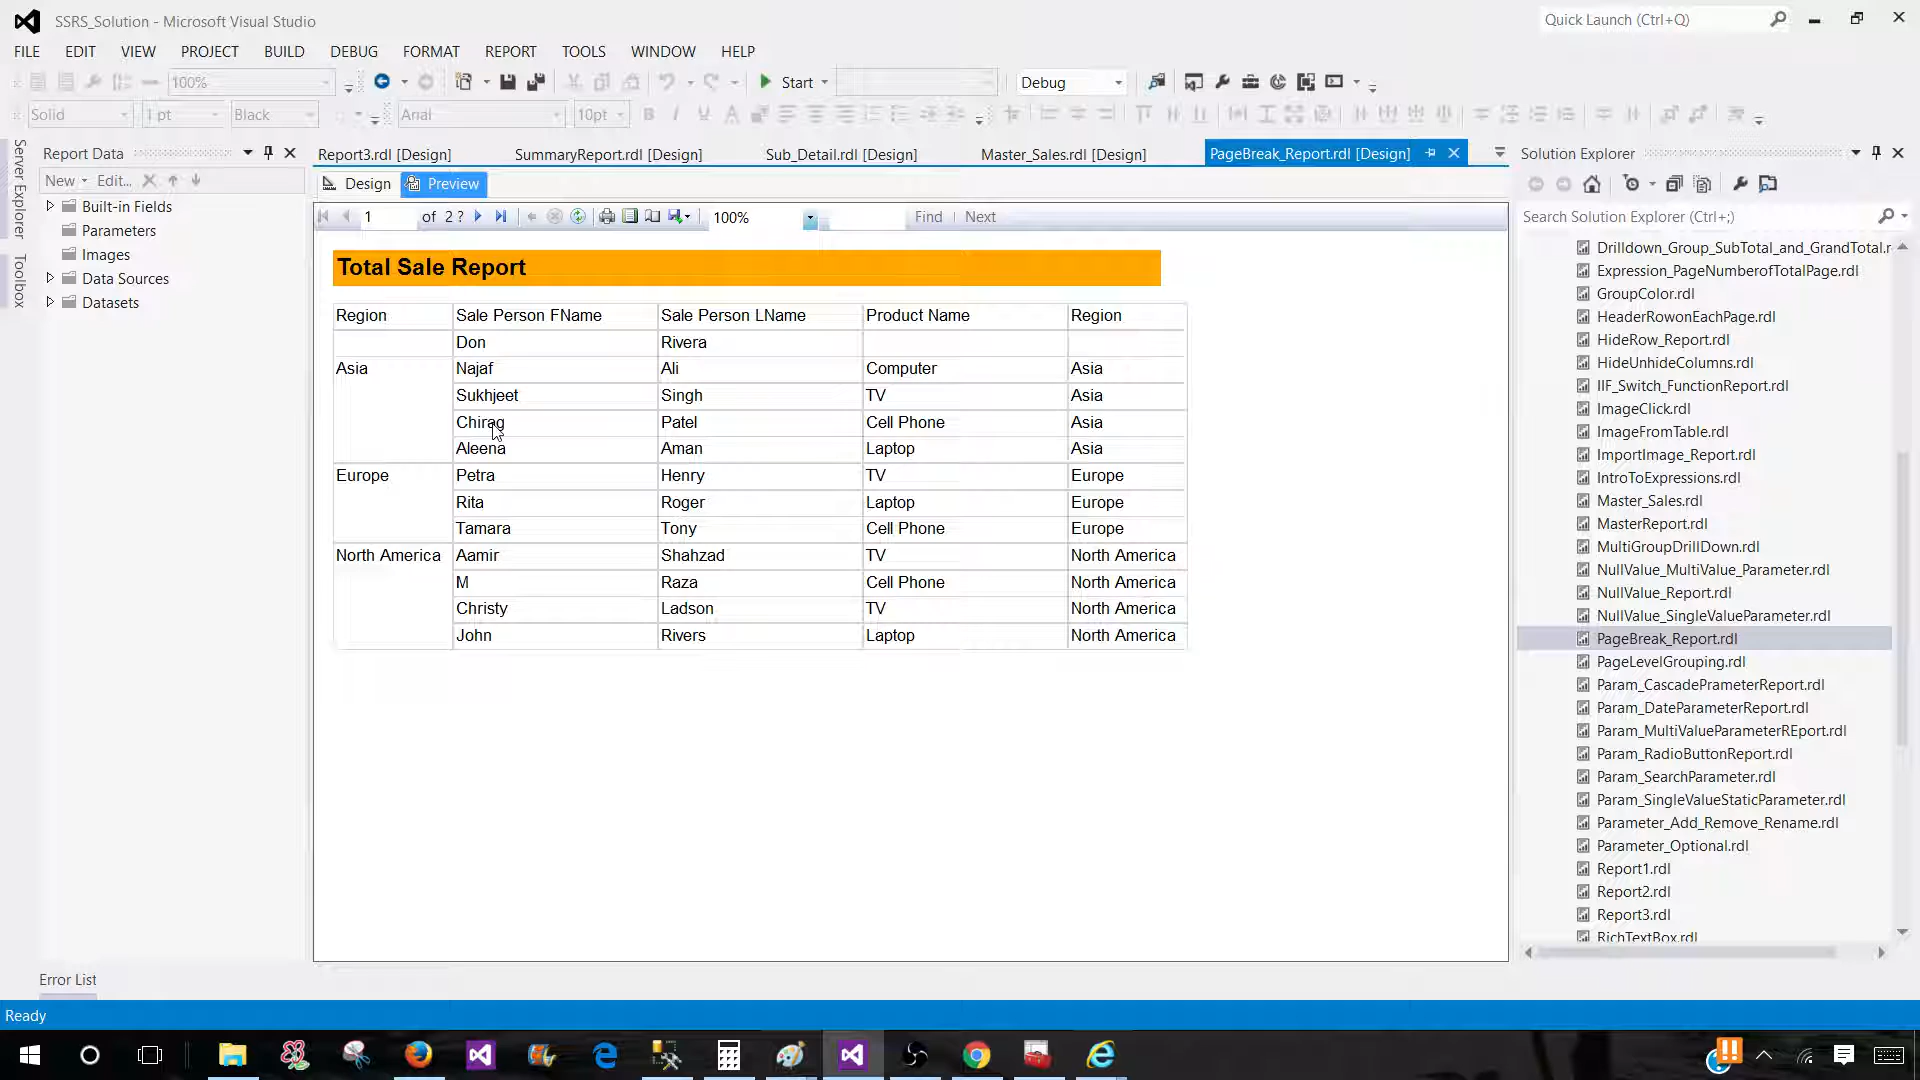 SSRS_Solution - Microsoft Visual Studio
Quick Launch (Ctrl+Q)
FILE EDIT VIEW PROJECT BUILD DEBUG FORMAT REPORT TOOLS WINDOW HELP
100% Start Debug
Solid 1 pt Black Arial 10pt
Server Explorer
Toolbox
Report Data
New Edit...
Built-in Fields
Parameters
Images
Data Sources
Datasets
Report3.rdl [Design] SummaryReport.rdl [Design] Sub_Detail.rdl [Design] Master_Sales.rdl [Design] PageBreak_Report.rdl [Design]
Design Preview
1 of 2 ? 100% Find Next
Total Sale Report
Region Sale Person FName Sale Person LName Product Name Region
Don Rivera
Asia Najaf Ali Computer Asia
Sukhjeet Singh TV Asia
Chirag Patel Cell Phone Asia
Aleena Aman Laptop Asia
Europe Petra Henry TV Europe
Rita Roger Laptop Europe
Tamara Tony Cell Phone Europe
North America Aamir Shahzad TV North America
M Raza Cell Phone North America
Christy Ladson TV North America
John Rivers Laptop North America
Solution Explorer
Search Solution Explorer (Ctrl+;)
Drilldown_Group_SubTotal_and_GrandTotal.r
Expression_PageNumberofTotalPage.rdl
GroupColor.rdl
HeaderRowonEachPage.rdl
HideRow_Report.rdl
HideUnhideColumns.rdl
IIF_Switch_FunctionReport.rdl
ImageClick.rdl
ImageFromTable.rdl
ImportImage_Report.rdl
IntroToExpressions.rdl
Master_Sales.rdl
MasterReport.rdl
MultiGroupDrillDown.rdl
NullValue_MultiValue_Parameter.rdl
NullValue_Report.rdl
NullValue_SingleValueParameter.rdl
PageBreak_Report.rdl
PageLevelGrouping.rdl
Param_CascadePrameterReport.rdl
Param_DateParameterReport.rdl
Param_MultiValueParameterREport.rdl
Param_RadioButtonReport.rdl
Param_SearchParameter.rdl
Param_SingleValueStaticParameter.rdl
Parameter_Add_Remove_Rename.rdl
Parameter_Optional.rdl
Report1.rdl
Report2.rdl
Report3.rdl
RichTextBox.rdl
Error List
Ready